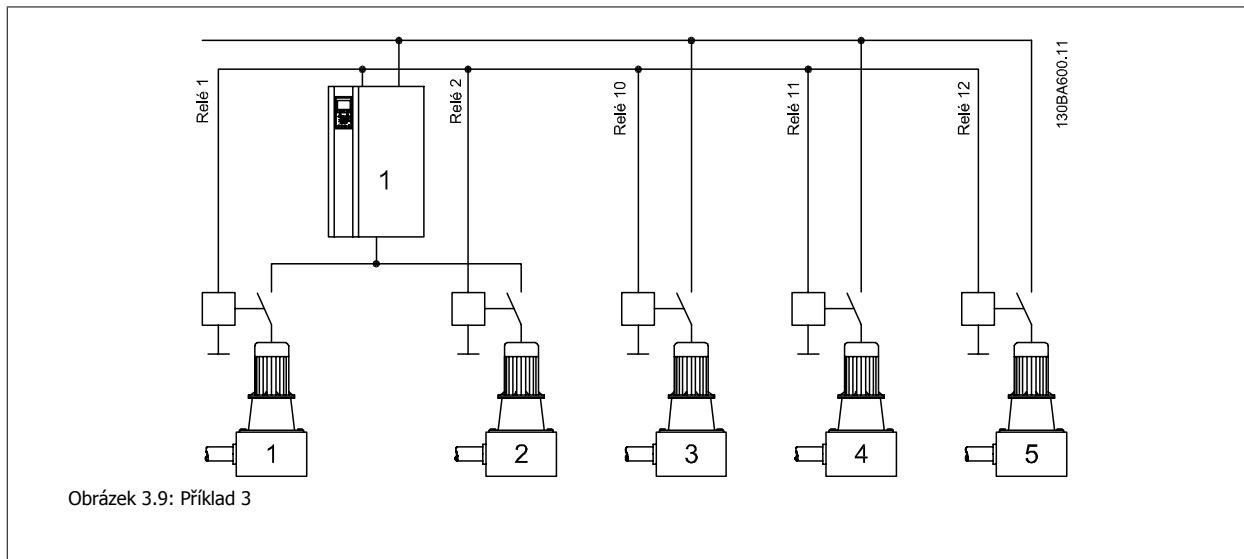 Relé 1
Relé 2
Relé 10
Relé 11
Relé 12
130BA600.11
1
1
2
3
4
5
Obrázek 3.9: Příklad 3